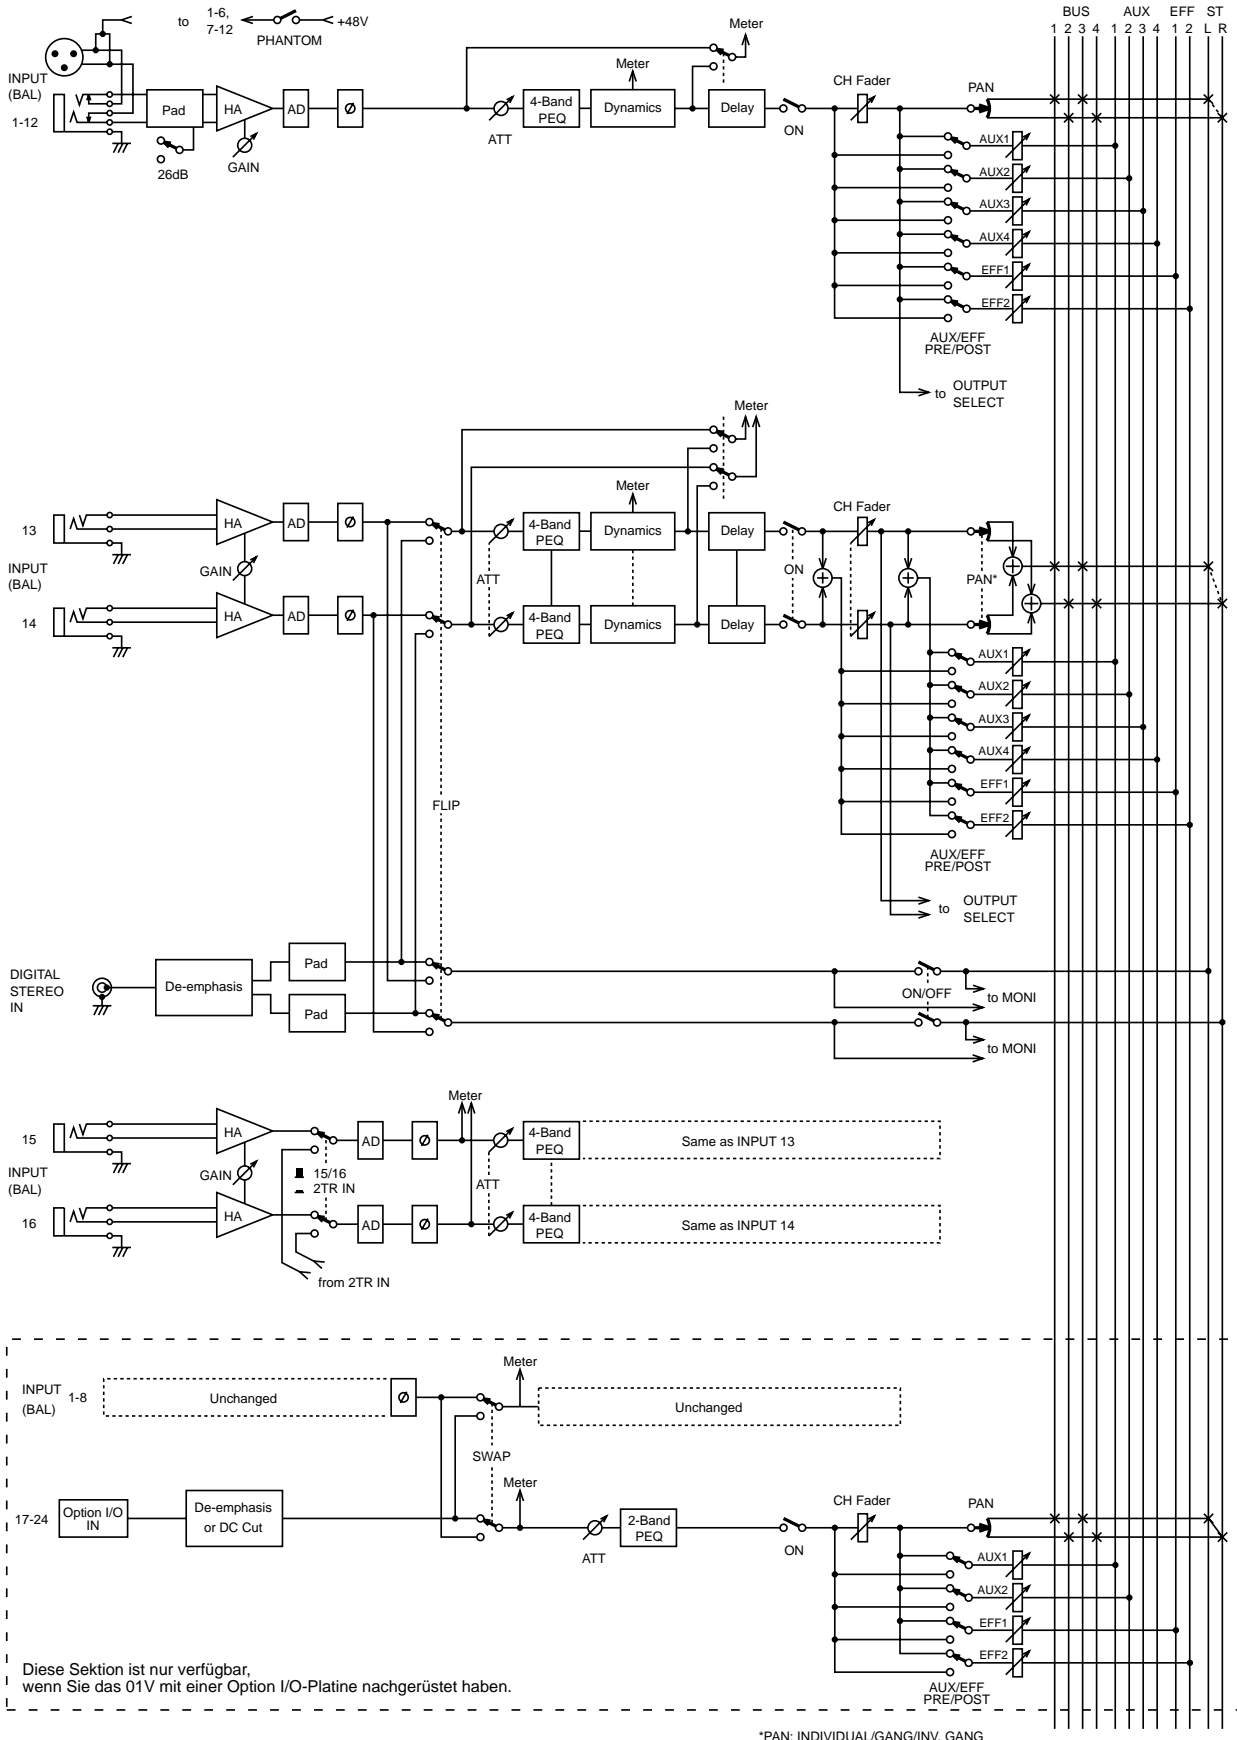 BUS AUX EFF ST
1 2 3 4 1 2 3 4 1 2 L R
to 1-6, 7-12 +48V
PHANTOM
INPUT
(BAL)
1-12
Pad
26dB
HA
GAIN
AD
Ø
ATT
4-Band
PEQ
Meter
Dynamics
Meter
Delay
ON
CH Fader
PAN
AUX1
AUX2
AUX3
AUX4
EFF1
EFF2
AUX/EFF
PRE/POST
to OUTPUT
SELECT
13
INPUT
(BAL)
14
HA
GAIN
HA
AD
Ø
AD
Ø
FLIP
ATT
4-Band
PEQ
4-Band
PEQ
Meter
Dynamics
Dynamics
Meter
Delay
Delay
ON
CH Fader
PAN*
AUX1
AUX2
AUX3
AUX4
EFF1
EFF2
AUX/EFF
PRE/POST
to OUTPUT
SELECT
DIGITAL
STEREO
IN
De-emphasis
Pad
Pad
ON/OFF
to MONI
to MONI
15
INPUT
(BAL)
16
HA
GAIN
HA
15/16
2TR IN
from 2TR IN
AD
Ø
AD
Ø
Meter
ATT
4-Band
PEQ
4-Band
PEQ
Same as INPUT 13
Same as INPUT 14
INPUT 1-8
(BAL)
Unchanged
Ø
Meter
Unchanged
SWAP
17-24
Option I/O
IN
De-emphasis
or DC Cut
Meter
ATT
2-Band
PEQ
ON
CH Fader
PAN
AUX1
AUX2
EFF1
EFF2
AUX/EFF
PRE/POST
Diese Sektion ist nur verfügbar,
wenn Sie das 01V mit einer Option I/O-Platine nachgerüstet haben.
*PAN: INDIVIDUAL/GANG/INV. GANG